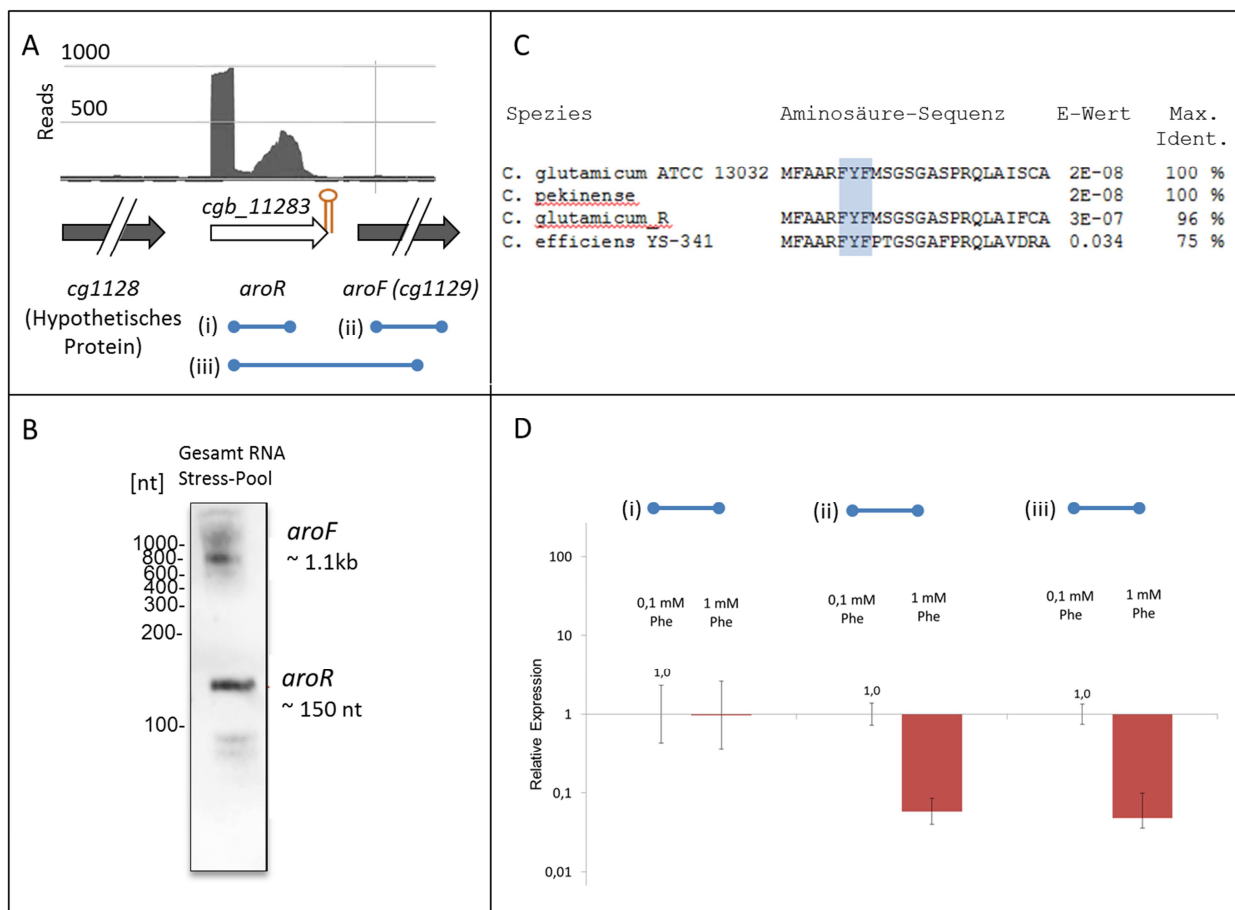 A
1000
500
Reads
cgb_11283
cg1128
(Hypothetisches
Protein)
aroR
aroF (cg1129)
(i)
(ii)
(iii)
C
Spezies Aminosäure-Sequenz E-Wert Max.
Ident.
C. glutamicum ATCC 13032 MFAARFYFMSGSGASPRQLAISCA 2E-08 100 %
C. pekinense 2E-08 100 %
C. glutamicum_R MFAARFYFMSGSGASPRQLAIFCA 3E-07 96 %
C. efficiens YS-341 MFAARFYFPTGSGAFPRQLAVDRA 0.034 75 %
B
Gesamt RNA
Stress-Pool
[nt]
1000-
800-
600-
400-
300-
200-
100-
aroF
~ 1.1kb
aroR
~ 150 nt
D
(i) (ii) (iii)
Relative Expression
100
10
1
0,1
0,01
0,1 mM 1 mM 0,1 mM 1 mM 0,1 mM 1 mM
Phe Phe Phe Phe Phe Phe
1,0 1,0 1,0